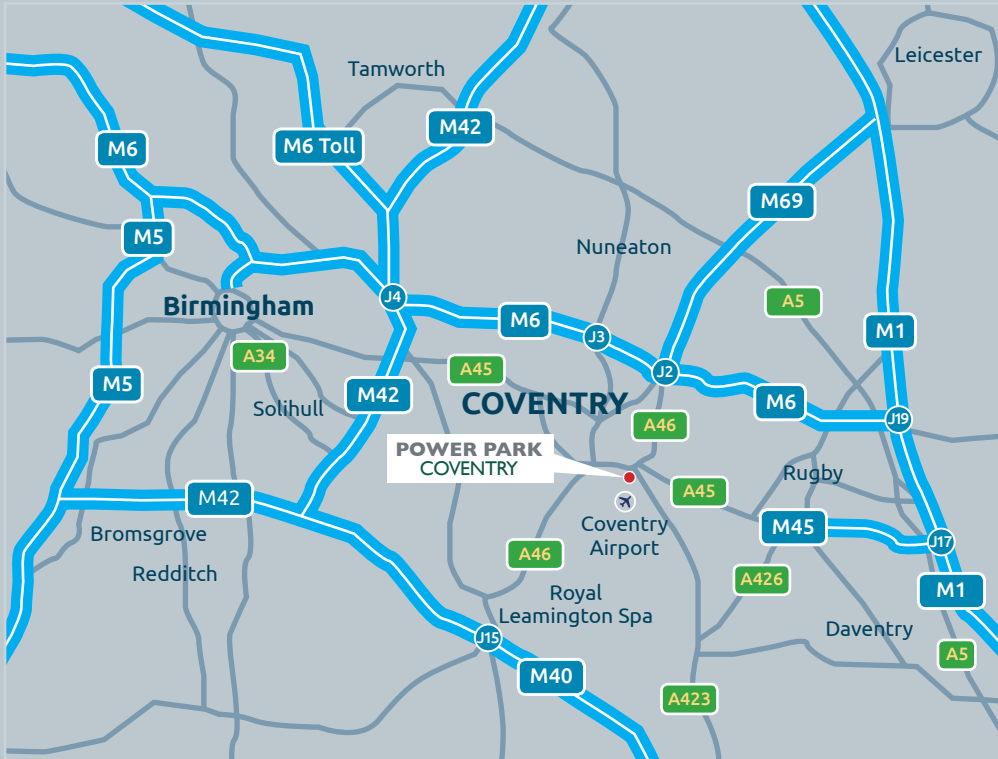 Leicester
Tamworth
M42
M6
M6 Toll
M69
M5
Nuneaton
J4
Birmingham
A5
M6
M1
J3
A34
A45
J2
M5
M42
Solihull
COVENTRY
M6
J19
A46
POWER PARK
COVENTRY
Rugby
A45
M42
Coventry
Airport
M45
Bromsgrove
J17
A46
Redditch
A426
M1
Royal
Leamington Spa
Daventry
J15
A5
M40
A423